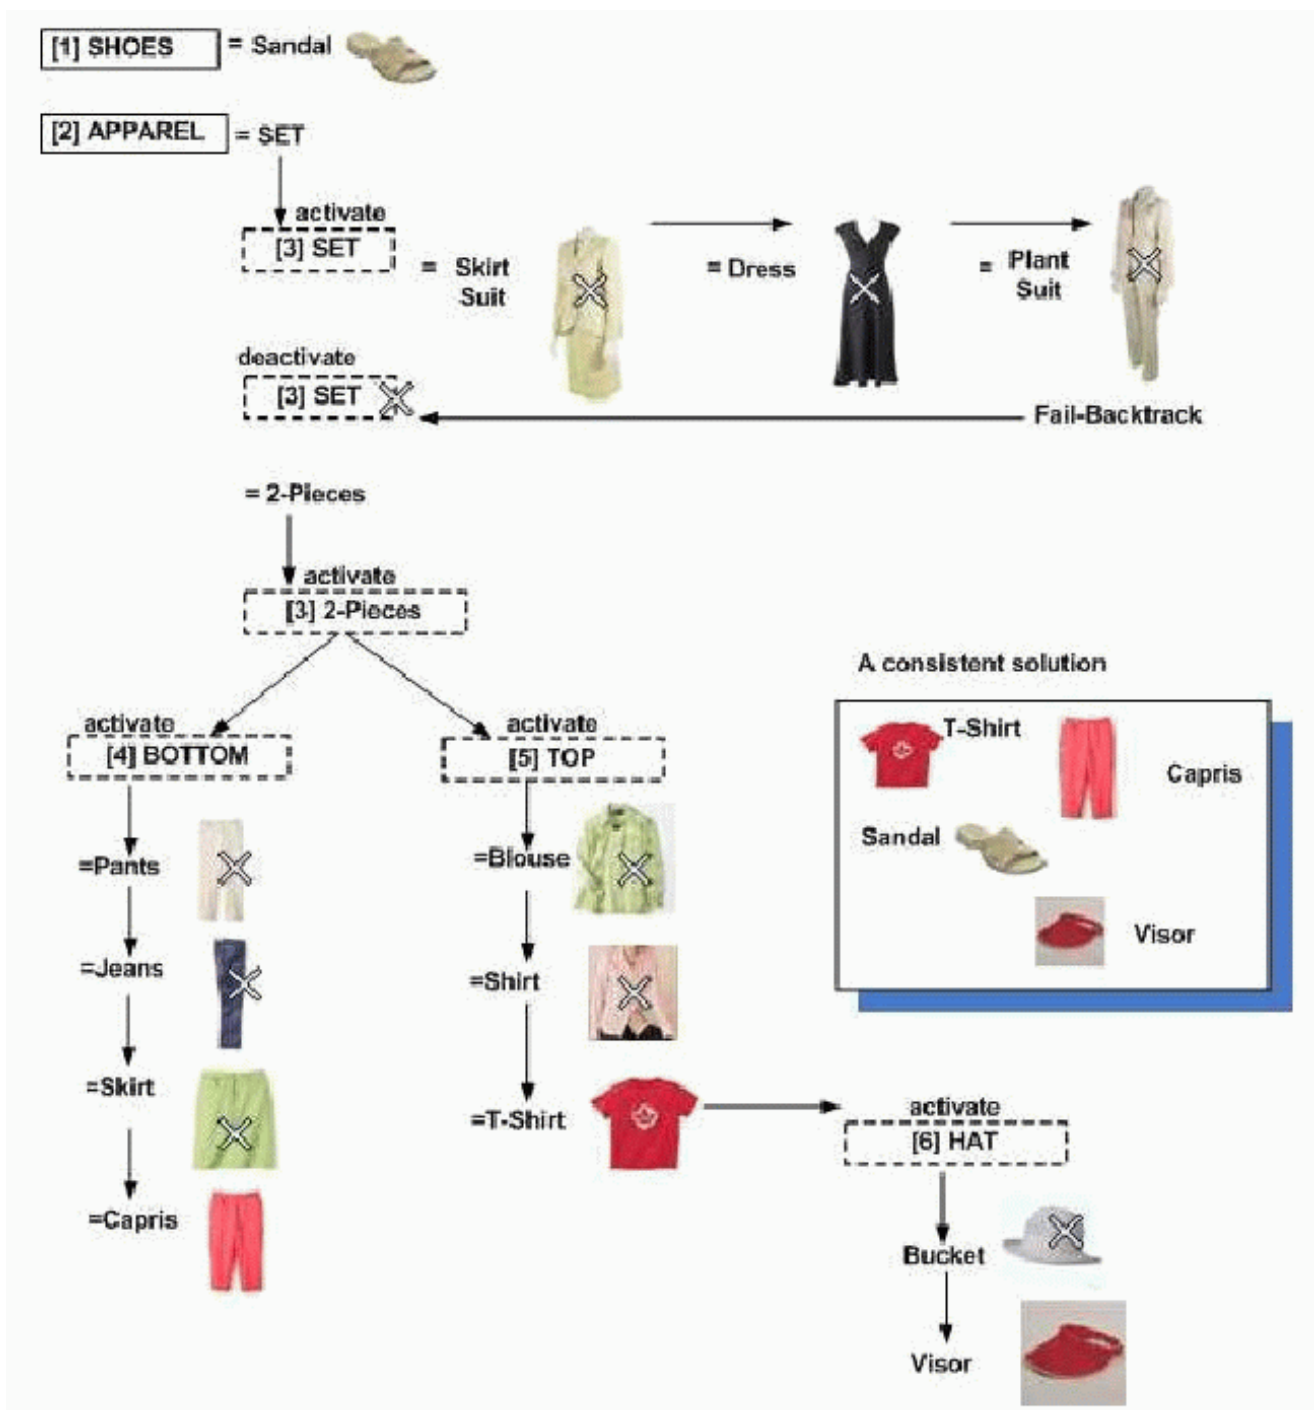 [1] SHOES = Sandal
[2] APPAREL = SET
activate
[3] SET = Skirt Suit = Dress = Plant Suit
deactivate
[3] SET
Fail-Backtrack
= 2-Pieces
activate
[3] 2-Pieces
activate
[4] BOTTOM
=Pants
=Jeans
=Skirt
=Capris
activate
[5] TOP
=Blouse
=Shirt
=T-Shirt
activate
[6] HAT
Bucket
Visor
A consistent solution
T-Shirt
Capris
Sandal
Visor